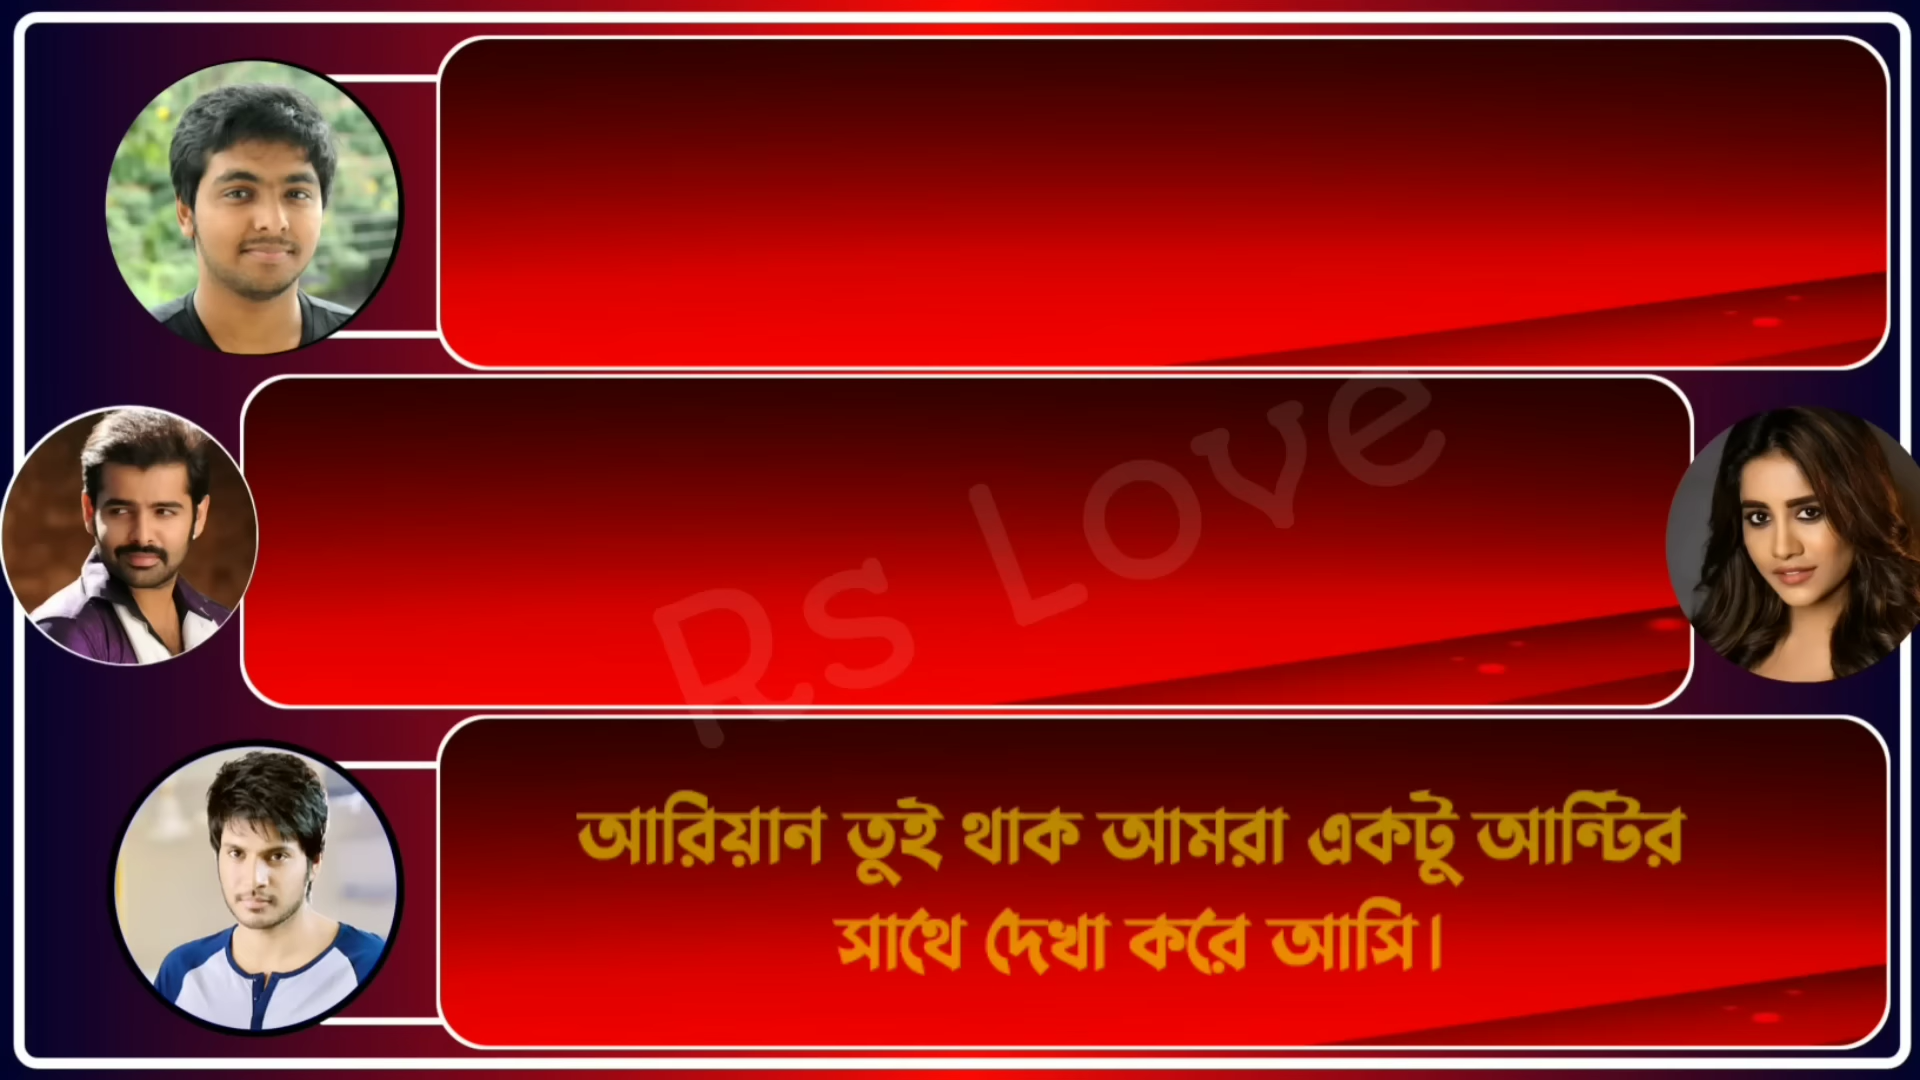 Rs Love
আরিয়ান তুই থাক আমরা একটু আন্টির
সাথে দেখা করে আসি।